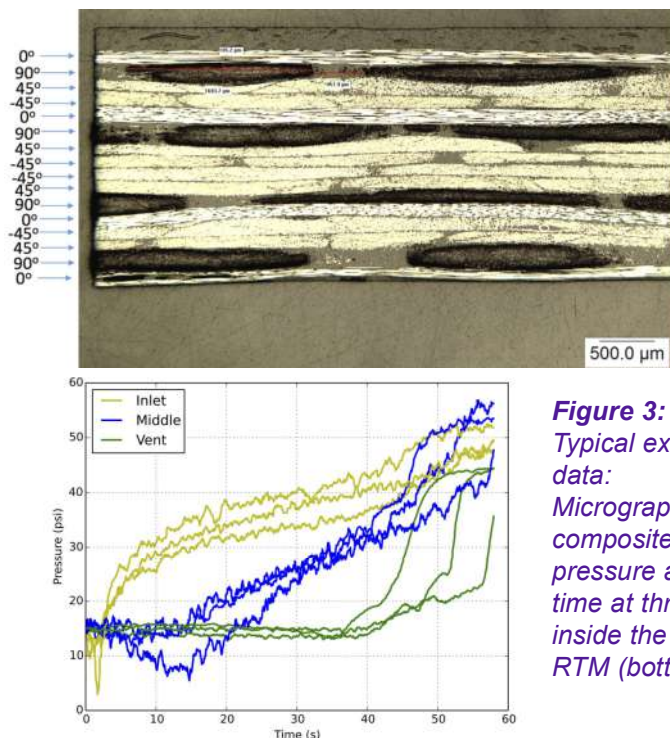 0º
90º
45º
-45º
0º
90º
45º
-45º
-45º
45º
90º
0º
-45º
45º
90º
0º
500.0 µm
60
50
40
30
20
10
0
Pressure (psi)
Inlet
Middle
Vent
0 10 20 30 40 50 60
Time (s)
Figure 3:
Typical ex
data:
Micrograp
composite
pressure a
time at thr
inside the
RTM (bott